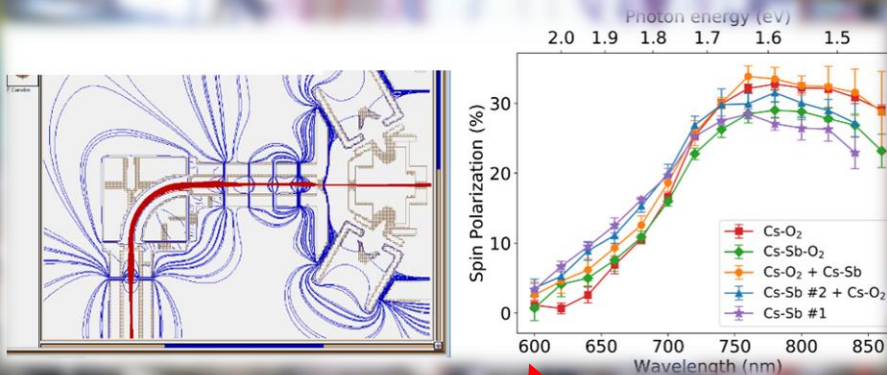 Photon energy (eV)
2.0 1.9 1.8 1.7 1.6 1.5
Spin Polarization (%)
30
20
10
0
Cs-O₂
Cs-Sb-O₂
Cs-O₂ + Cs-Sb
Cs-Sb #2 + Cs-O₂
Cs-Sb #1
600 650 700 750 800 850
Wavelength (nm)